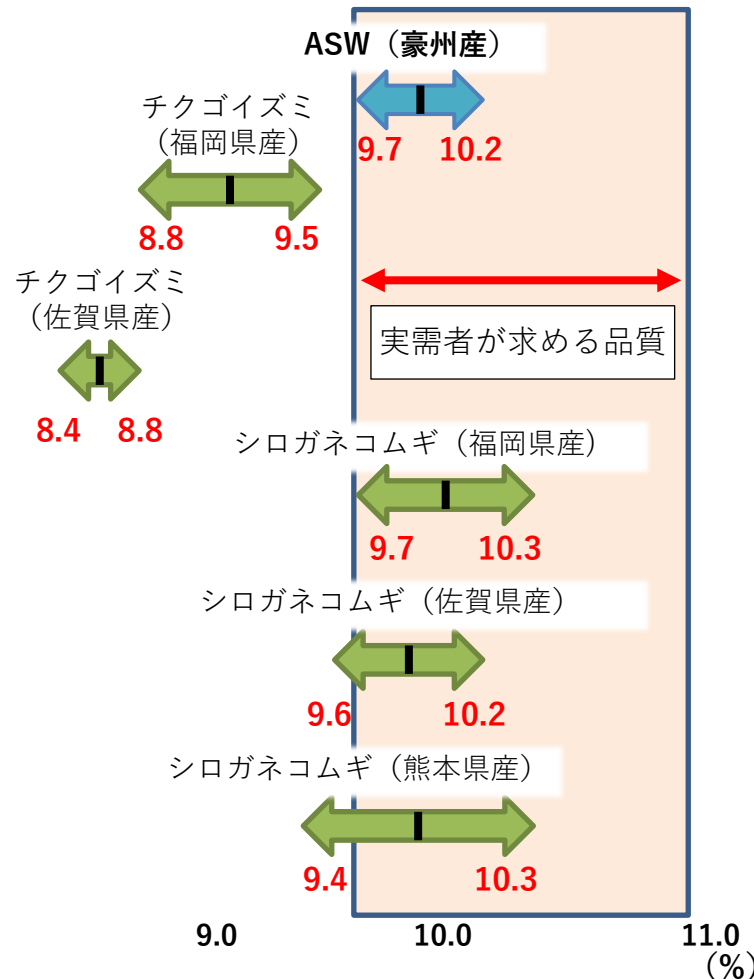 ASW（豪州産）
9.7 10.2
チクゴイズミ
（福岡県産）
8.8 9.5
チクゴイズミ
（佐賀県産）
8.4 8.8
実需者が求める品質
シロガネコムギ（福岡県産）
9.7 10.3
シロガネコムギ（佐賀県産）
9.6 10.2
シロガネコムギ（熊本県産）
9.4 10.3
9.0 10.0 11.0
（%）